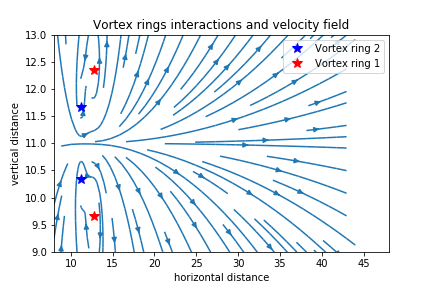 Vortex rings interactions and velocity field
Vortex ring 2
Vortex ring 1
13.0
12.5
12.0
11.5
11.0
10.5
10.0
9.5
9.0
vertical distance
10 15 20 25 30 35 40 45
horizontal distance